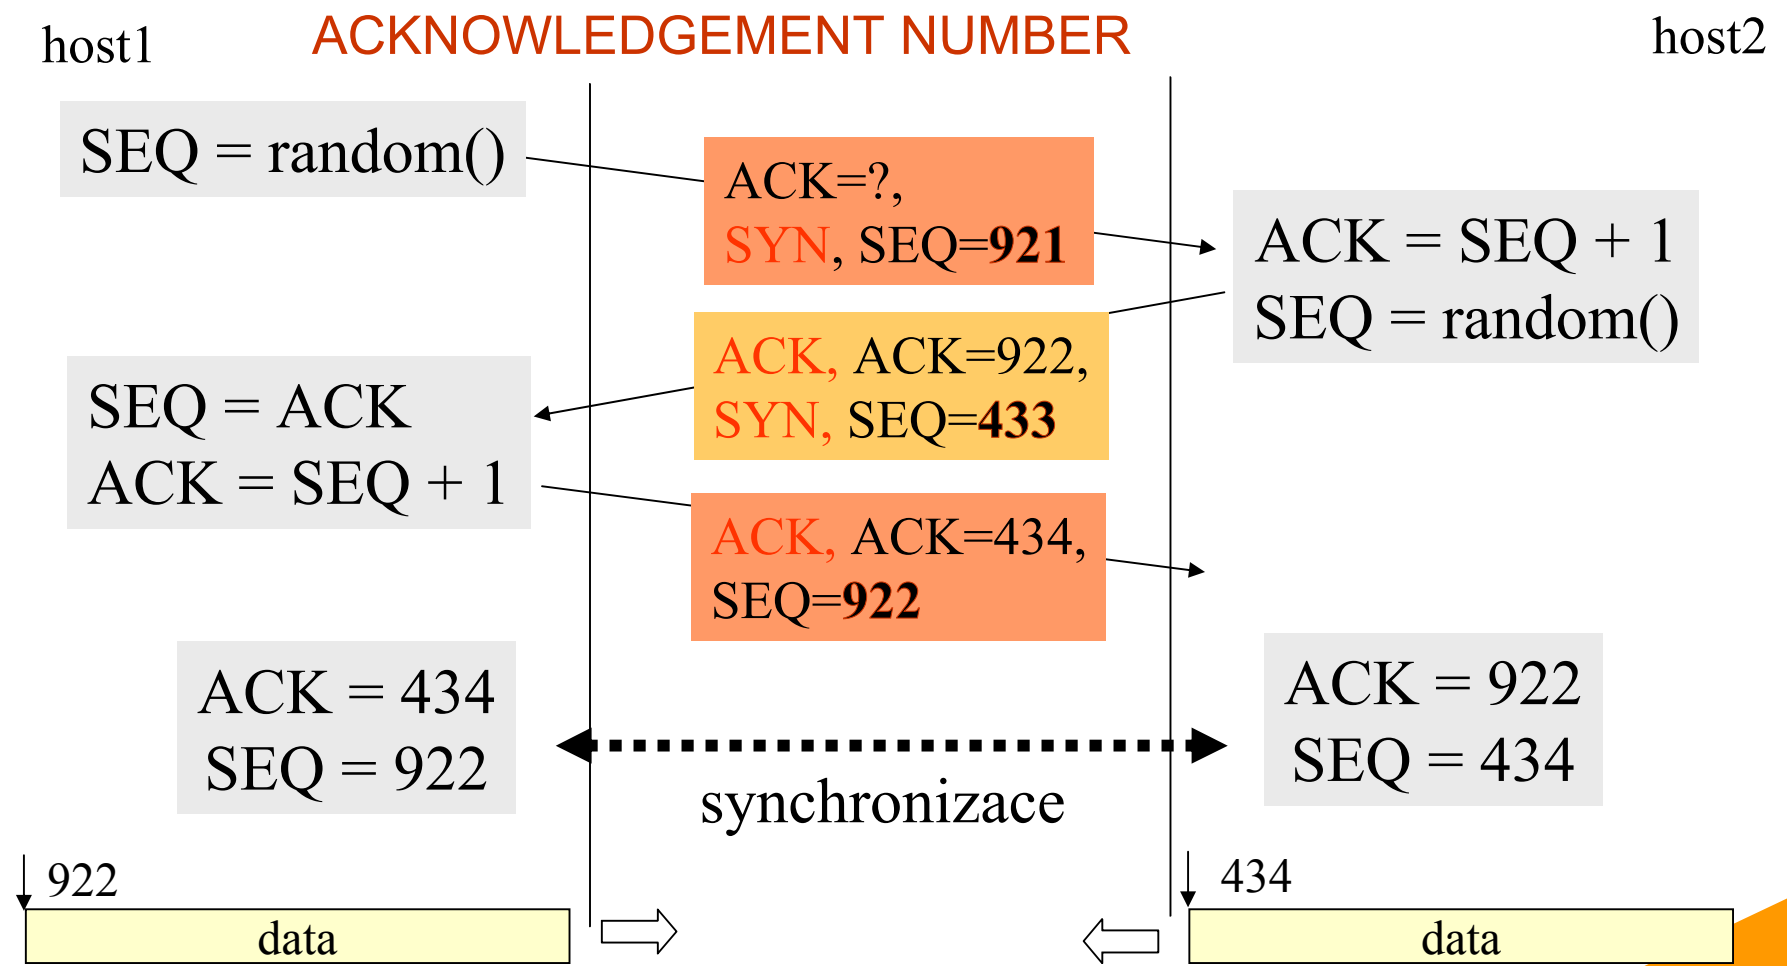 host1
ACKNOWLEDGEMENT NUMBER
host2
SEQ = random()
ACK=?,
SYN, SEQ=921
ACK = SEQ + 1
SEQ = random()
ACK, ACK=922,
SYN, SEQ=433
SEQ = ACK
ACK = SEQ + 1
ACK, ACK=434,
SEQ=922
ACK = 434
SEQ = 922
ACK = 922
SEQ = 434
synchronizace
922
434
data
data